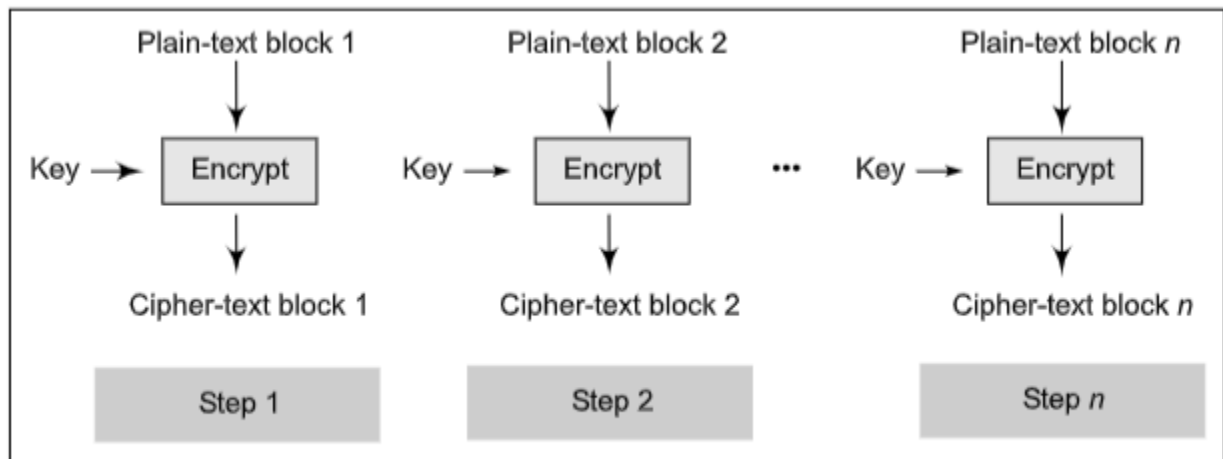 Plain-text block 1 Plain-text block 2 Plain-text block n
Key Encrypt Key Encrypt ... Key Encrypt
Cipher-text block 1 Cipher-text block 2 Cipher-text block n
Step 1 Step 2 Step n